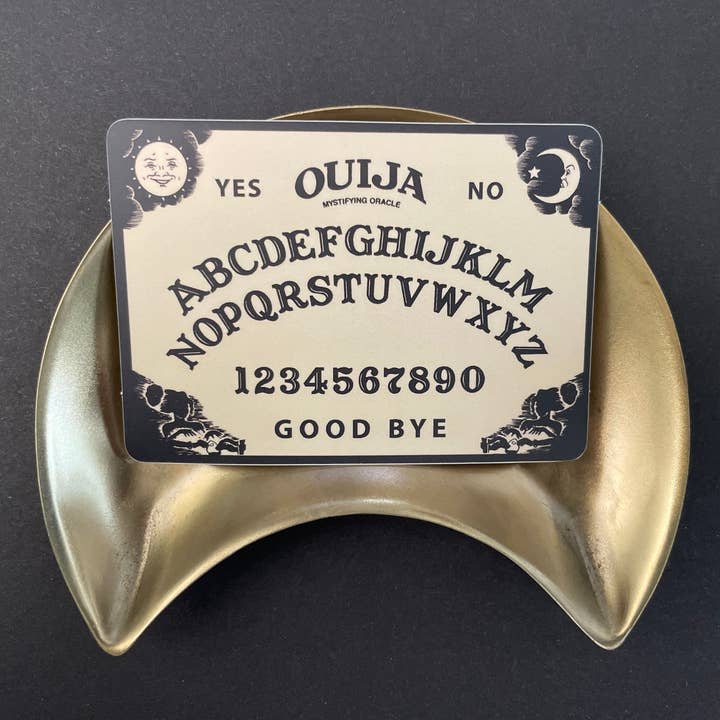 YES OUIJA NO
MYSTIFYING ORACLE
ABCDEFGHIJKLM
NOPQRSTUVWXYZ
1234567890
GOOD BYE